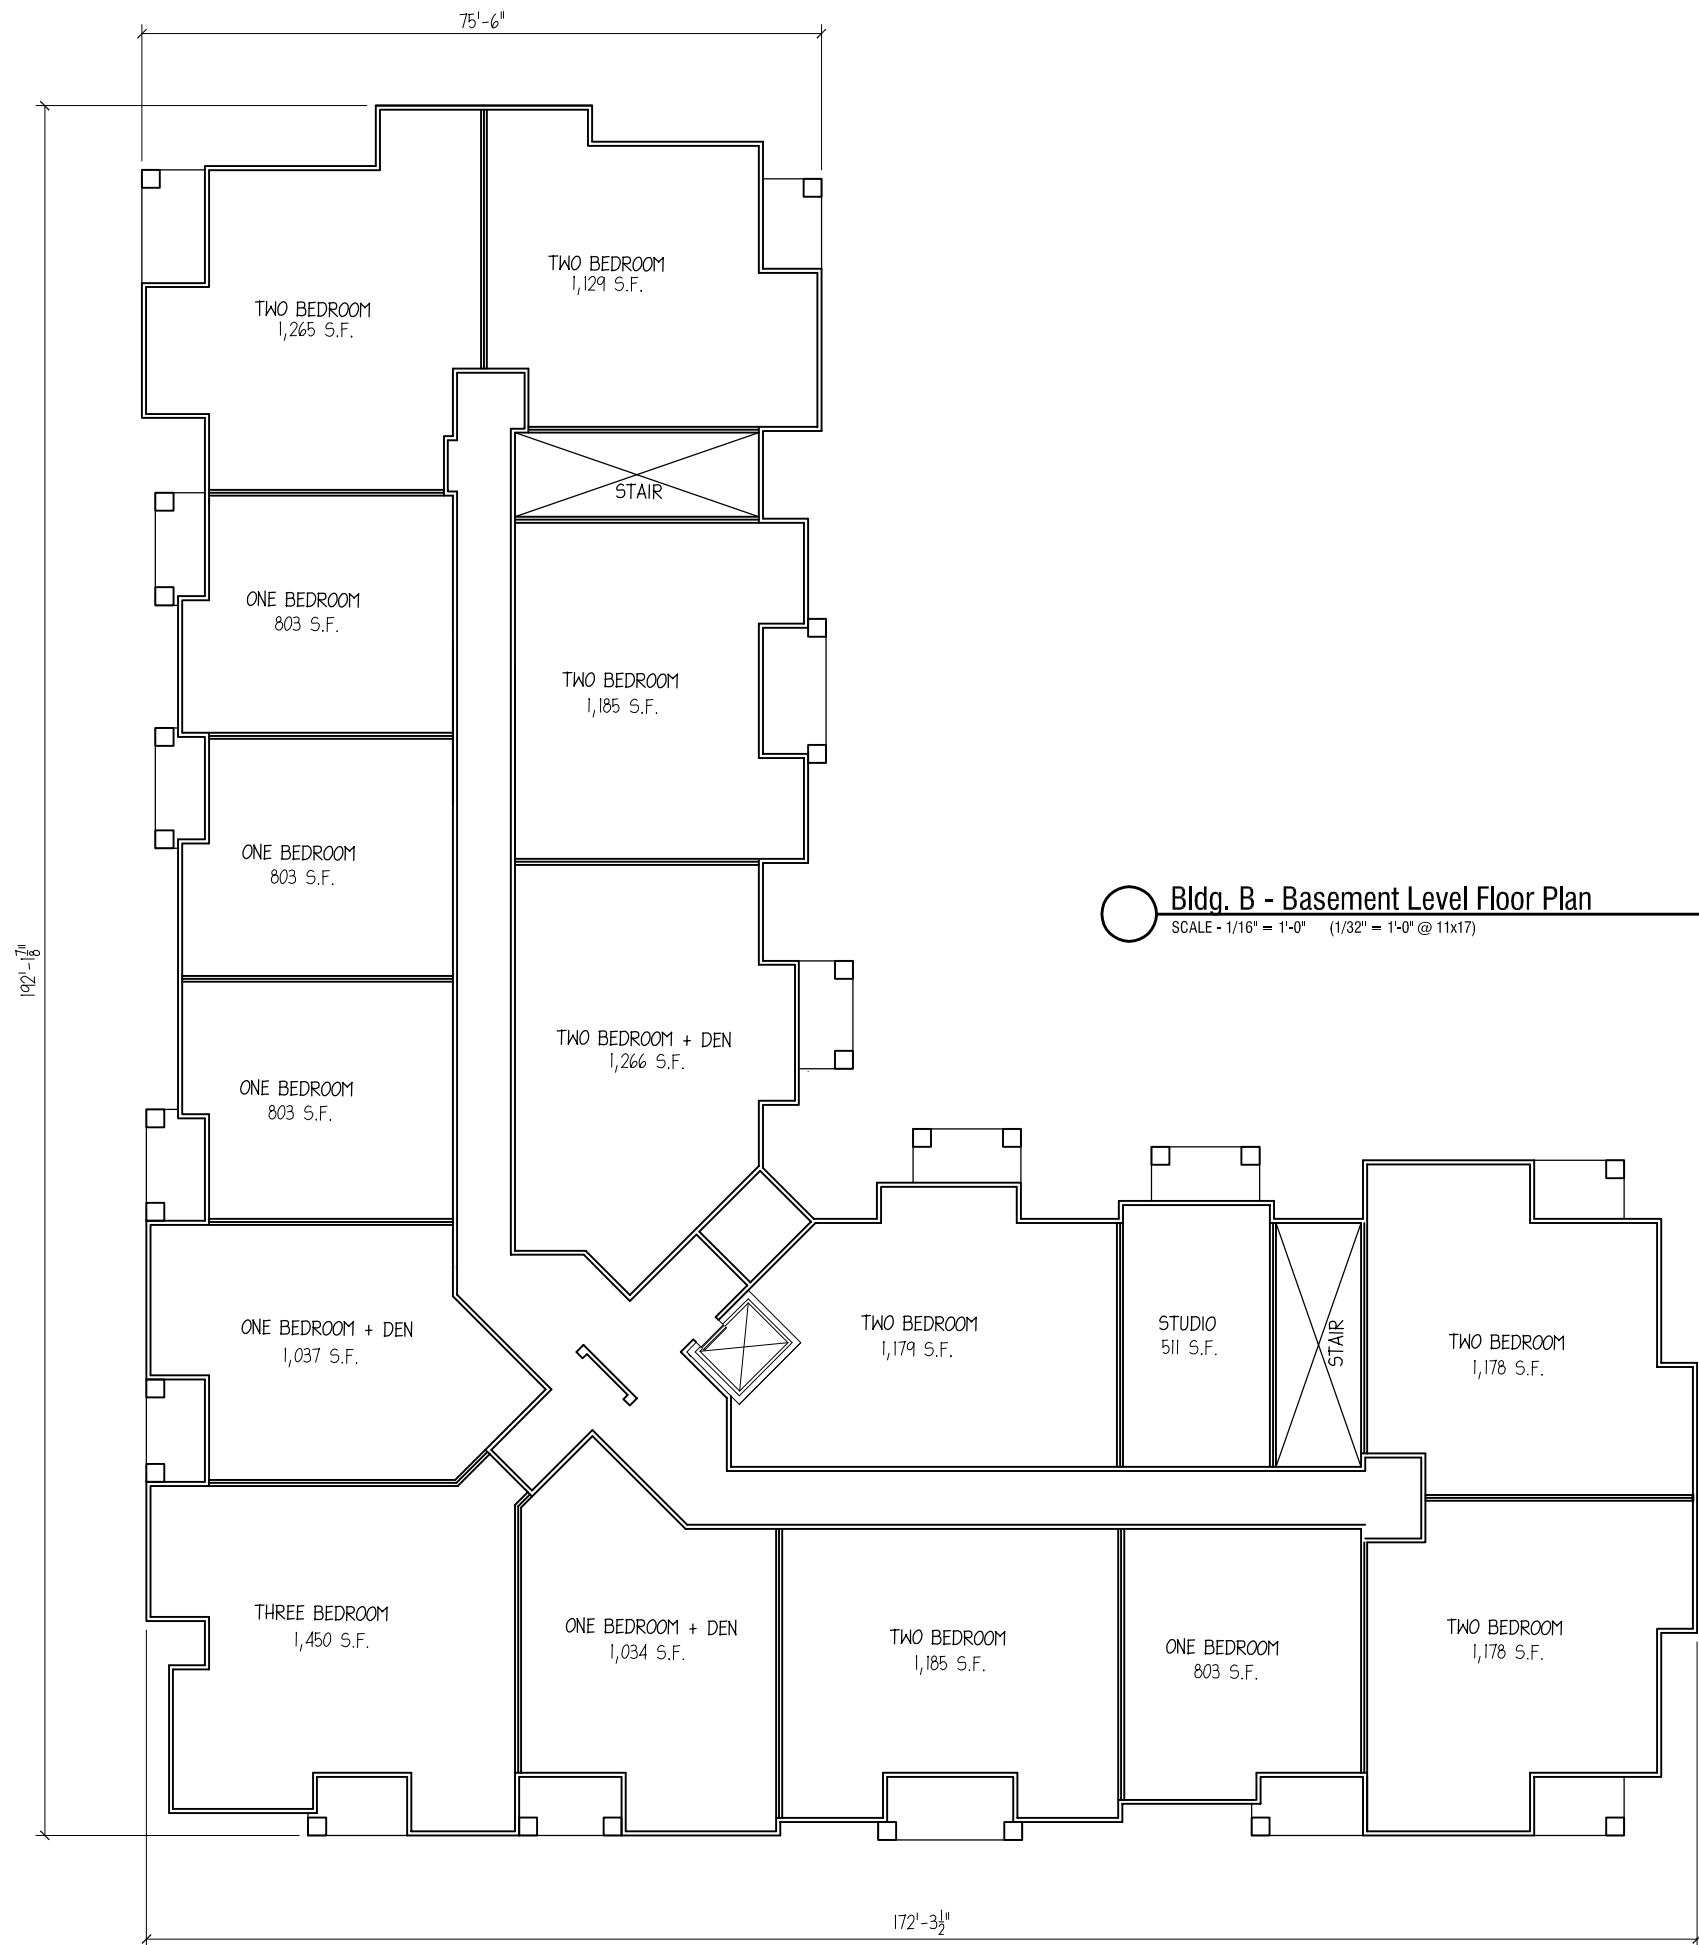 75'-6"
TWO BEDROOM
1,129 S.F.
TWO BEDROOM
1,265 S.F.
STAIR
ONE BEDROOM
803 S.F.
TWO BEDROOM
1,185 S.F.
ONE BEDROOM
803 S.F.
Bldg. B - Basement Level Floor Plan
SCALE - 1/16" = 1'-0" (1/32" = 1'-0" @ 11x17)
192'-1 7/8"
TWO BEDROOM + DEN
1,266 S.F.
ONE BEDROOM
803 S.F.
ONE BEDROOM + DEN
1,037 S.F.
TWO BEDROOM
1,179 S.F.
STUDIO
511 S.F.
STAIR
TWO BEDROOM
1,178 S.F.
THREE BEDROOM
1,450 S.F.
ONE BEDROOM + DEN
1,034 S.F.
TWO BEDROOM
1,185 S.F.
ONE BEDROOM
803 S.F.
TWO BEDROOM
1,178 S.F.
172'-3 1/2"